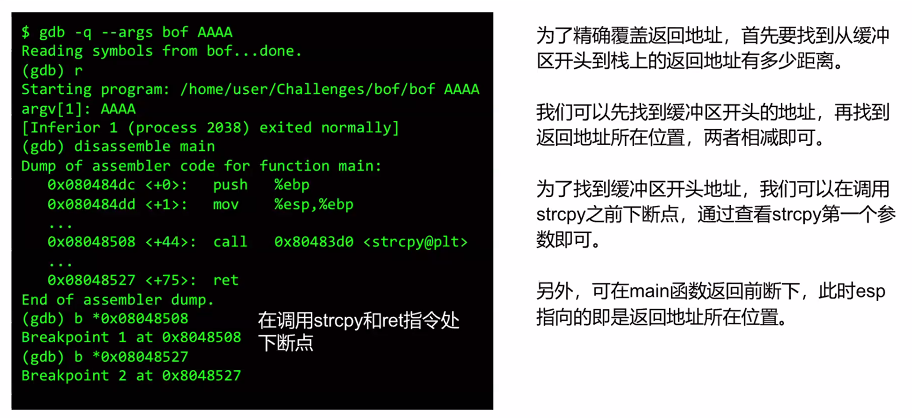 $ gdb -q --args bof AAAA
Reading symbols from bof...done.
(gdb) r
Starting program: /home/user/Challenges/bof/bof AAAA
argv[1]: AAAA
[Inferior 1 (process 2038) exited normally]
(gdb) disassemble main
Dump of assembler code for function main:
   0x080484dc <+0>:   push   %ebp
   0x080484dd <+1>:   mov    %esp,%ebp
   ...
   0x08048508 <+44>:  call   0x80483d0 <strcpy@plt>
   ...
   0x08048527 <+75>:  ret
End of assembler dump.
(gdb) b *0x08048508
Breakpoint 1 at 0x8048508
(gdb) b *0x08048527
Breakpoint 2 at 0x8048527
在调用strcpy和ret指令处
下断点
为了精确覆盖返回地址，首先要找到从缓冲
区开头到栈上的返回地址有多少距离。
我们可以先找到缓冲区开头的地址，再找到
返回地址所在位置，两者相减即可。
为了找到缓冲区开头地址，我们可以在调用
strcpy之前下断点，通过查看strcpy第一个参
数即可。
另外，可在main函数返回前断下，此时esp
指向的即是返回地址所在位置。